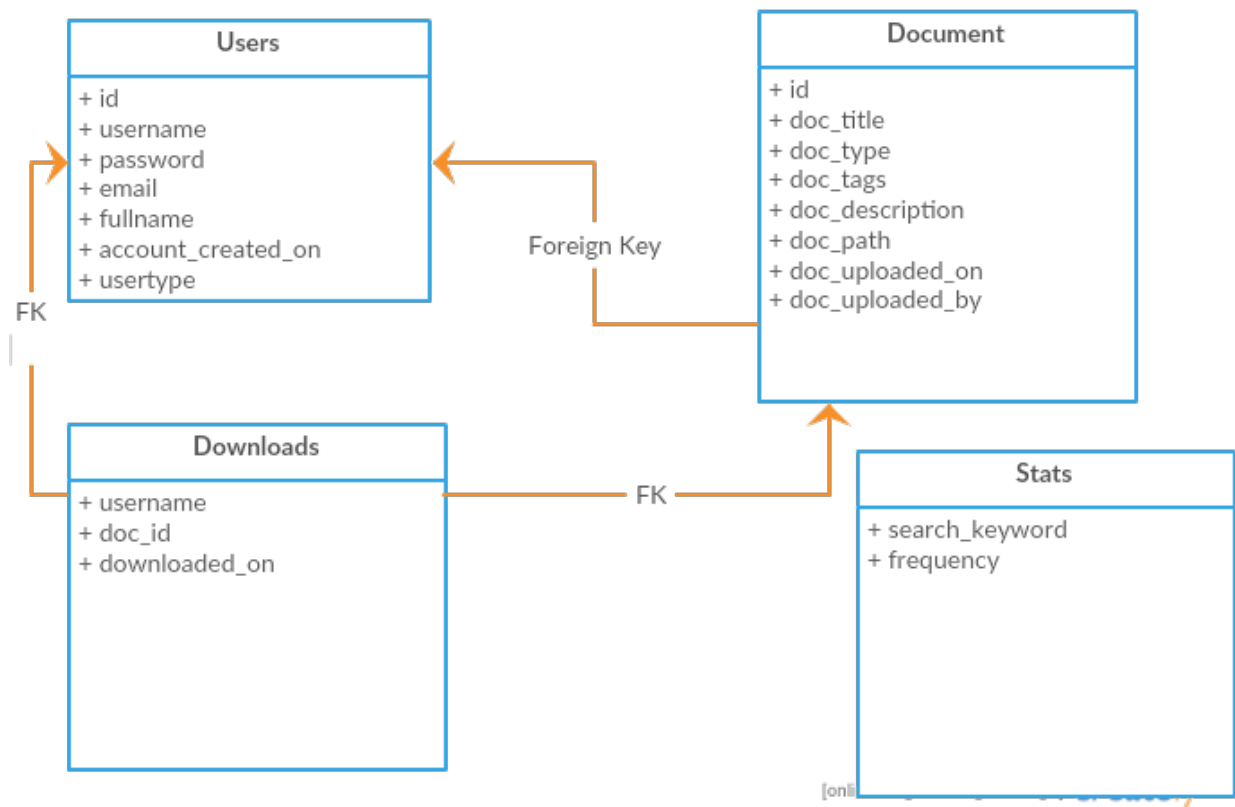 Users
+ id
+ username
+ password
+ email
+ fullname
+ account_created_on
+ usertype
Document
+ id
+ doc_title
+ doc_type
+ doc_tags
+ doc_description
+ doc_path
+ doc_uploaded_on
+ doc_uploaded_by
Foreign Key
FK
Downloads
+ username
+ doc_id
+ downloaded_on
FK
Stats
+ search_keyword
+ frequency